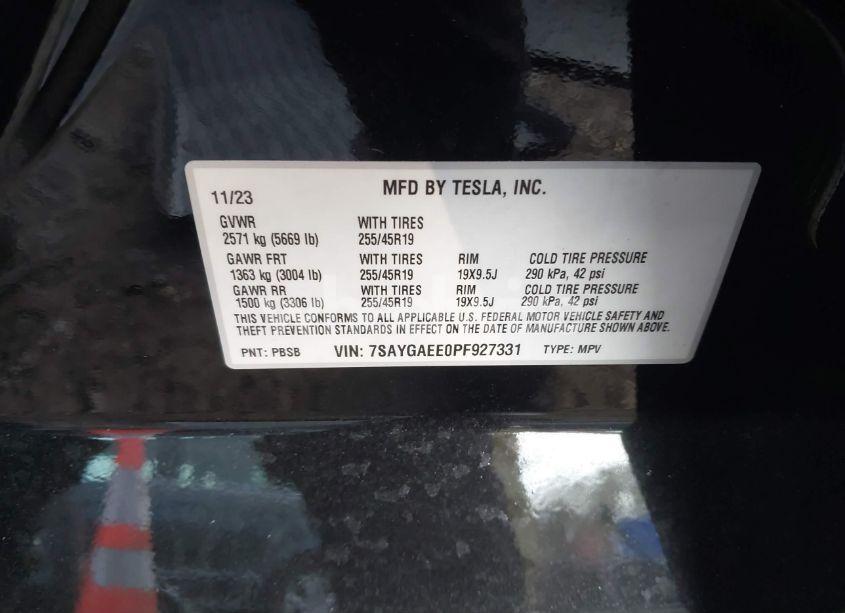 MFD BY TESLA, INC.
11/23
GVWR WITH TIRES
2571 kg (5669 lb) 255/45R19
GAWR FRT WITH TIRES RIM COLD TIRE PRESSURE
1363 kg (3004 lb) 255/45R19 19X9.5J 290 kPa, 42 psi
GAWR RR WITH TIRES RIM COLD TIRE PRESSURE
1500 kg (3306 lb) 255/45R19 19X9.5J 290 kPa, 42 psi
THIS VEHICLE CONFORMS TO ALL APPLICABLE U.S. FEDERAL MOTOR VEHICLE SAFETY AND
THEFT PREVENTION STANDARDS IN EFFECT ON THE DATE OF MANUFACTURE SHOWN ABOVE.
PNT: PBSB VIN: 7SAYGAEE0PF927331 TYPE: MPV